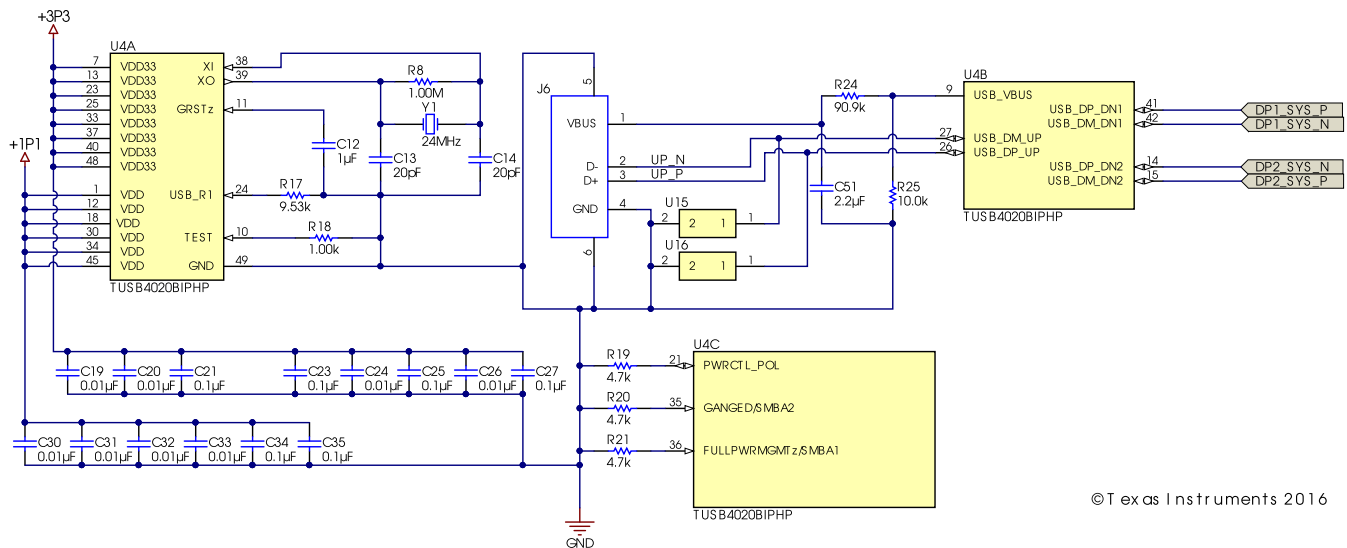 +3P3
+1P1
U4A
7 VDD33 XI 38
13 VDD33 XO 39
23 VDD33
25 VDD33 GRSTz 11
33 VDD33
37 VDD33
40 VDD33
48 VDD33
1 VDD USB_R1 24
12 VDD
18 VDD
30 VDD TEST 10
34 VDD
45 VDD GND 49
TUSB4020BIPHP
R8
1.00M
Y1
24MHz
C12
1µF
C13
20pF
C14
20pF
R17
9.53k
R18
1.00k
J6
5
VBUS 1
D- 2 UP_N
D+ 3 UP_P
GND 4
6
U15
2 2 1 1
U16
2 2 1 1
R24
90.9k
C51
2.2µF
R25
10.0k
U4B
9 USB_VBUS
USB_DP_DN1 41 DP1_SYS_P
USB_DM_DN1 42 DP1_SYS_N
27 USB_DM_UP
26 USB_DP_UP
USB_DP_DN2 14 DP2_SYS_N
USB_DM_DN2 15 DP2_SYS_P
TUSB4020BIPHP
C19
0.01µF
C20
0.01µF
C21
0.1µF
C23
0.1µF
C24
0.01µF
C25
0.1µF
C26
0.01µF
C27
0.1µF
C30
0.01µF
C31
0.01µF
C32
0.01µF
C33
0.01µF
C34
0.1µF
C35
0.1µF
R19
4.7k
R20
4.7k
R21
4.7k
U4C
21 PWRCTL_POL
35 GANGED/SMBA2
36 FULLPWRMGMTz/SMBA1
TUSB4020BIPHP
GND
©Texas Instruments 2016